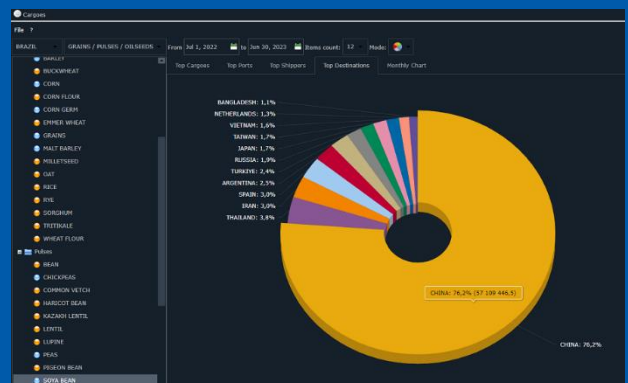 Cargoes
File ?
BRAZIL GRAINS / PULSES / OILSEEDS From Jul 1, 2022 to Jun 30, 2023 Items count: 12 Mode:
Top Cargoes Top Ports Top Shippers Top Destinations Monthly Chart
BARLEY
BUCKWHEAT
CORN
CORN FLOUR
CORN GERM
EMMER WHEAT
GRAINS
MALT BARLEY
MILLETSEED
OAT
RICE
RYE
SORGHUM
TRITIKALE
WHEAT FLOUR
Pulses
BEAN
CHICKPEAS
COMMON VETCH
HARICOT BEAN
KAZAKH LENTIL
LENTIL
LUPINE
PEAS
PIGEON BEAN
SOYA BEAN
BANGLADESH: 1,1%
NETHERLANDS: 1,3%
VIETNAM: 1,6%
TAIWAN: 1,7%
JAPAN: 1,7%
RUSSIA: 1,9%
TURKIYE: 2,4%
ARGENTINA: 2,5%
SPAIN: 3,0%
IRAN: 3,0%
THAILAND: 3,8%
CHINA: 76,2% (57 109 446,5)
CHINA: 76,2%